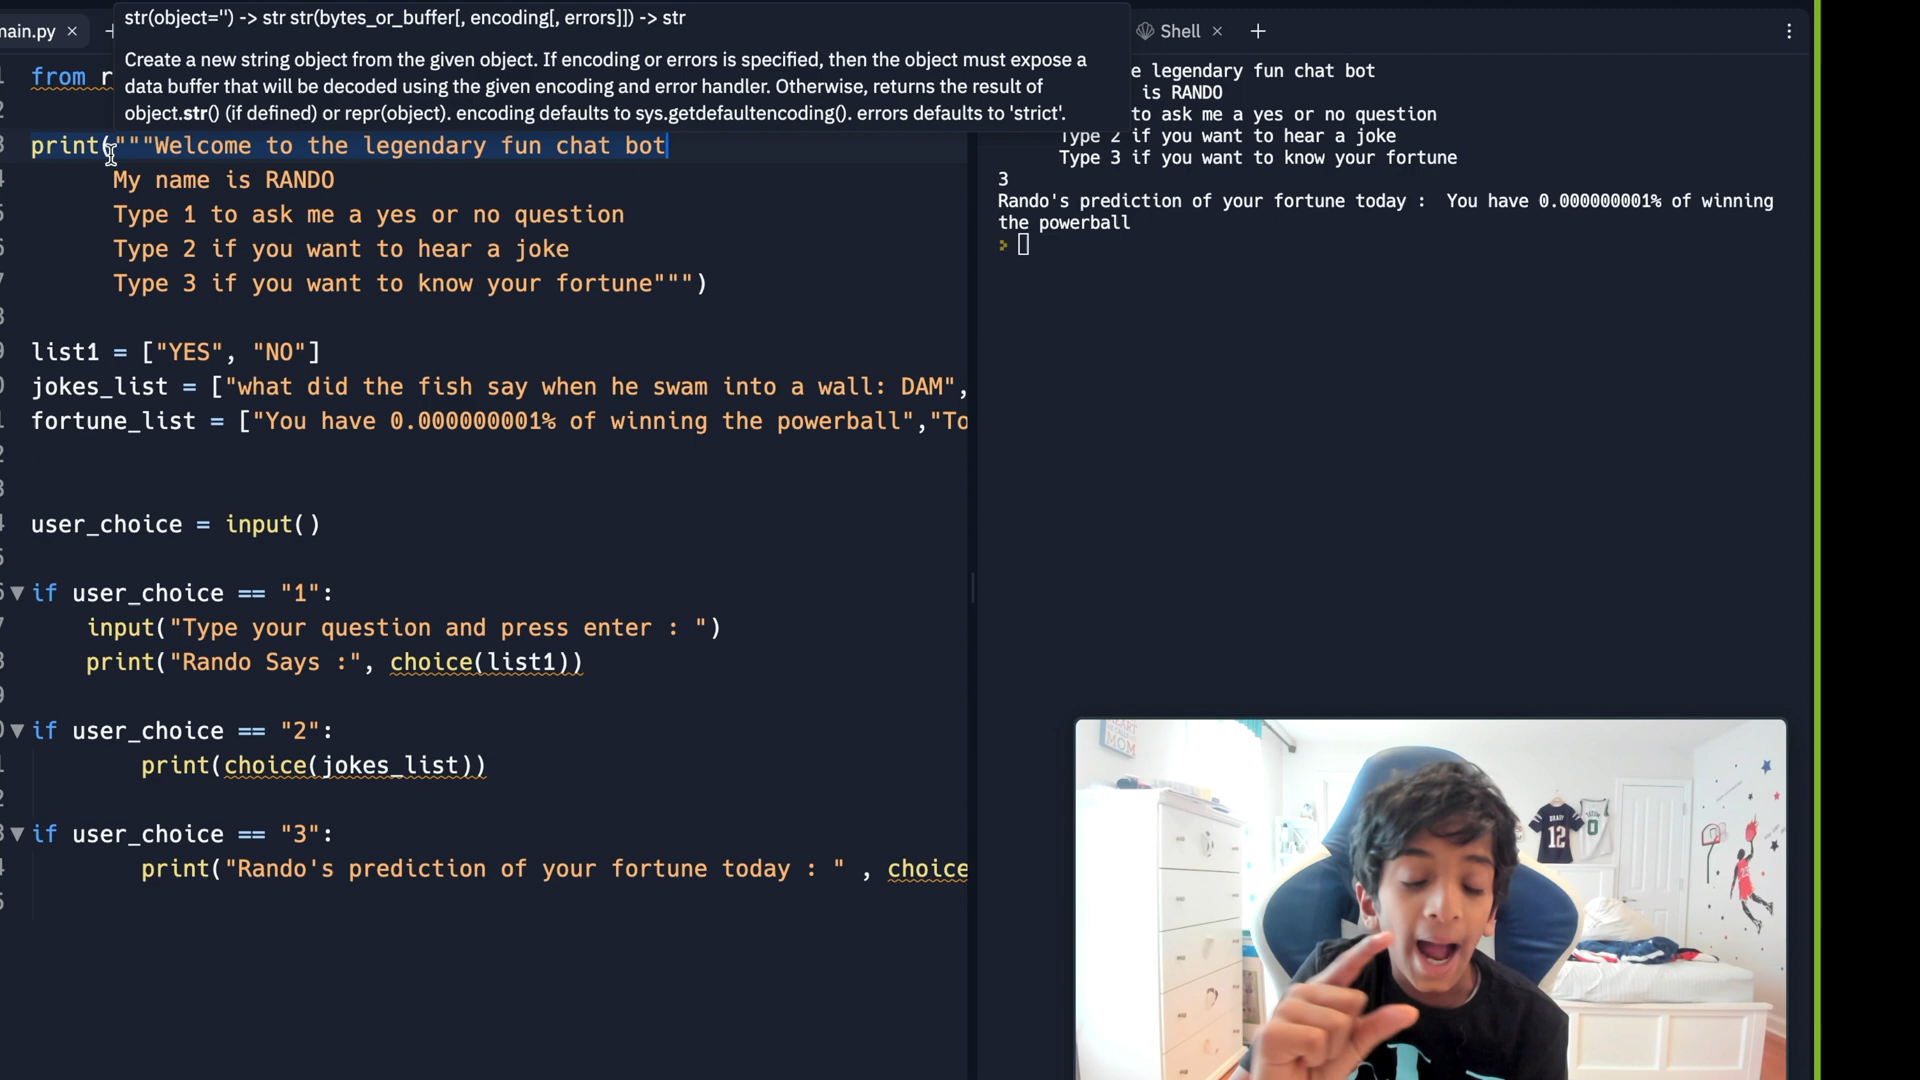 main.py
str(object='') -> str str(bytes_or_buffer[, encoding[, errors]]) -> str
Create a new string object from the given object. If encoding or errors is specified, then the object must expose a
data buffer that will be decoded using the given encoding and error handler. Otherwise, returns the result of
object.str() (if defined) or repr(object). encoding defaults to sys.getdefaultencoding(). errors defaults to 'strict'.
from r
print("""Welcome to the legendary fun chat bot
My name is RANDO
Type 1 to ask me a yes or no question
Type 2 if you want to hear a joke
Type 3 if you want to know your fortune""")
list1 = ["YES", "NO"]
jokes_list = ["what did the fish say when he swam into a wall: DAM",
fortune_list = ["You have 0.000000001% of winning the powerball","To
user_choice = input()
if user_choice == "1":
input("Type your question and press enter : ")
print("Rando Says :", choice(list1))
if user_choice == "2":
print(choice(jokes_list))
if user_choice == "3":
print("Rando's prediction of your fortune today : " , choice
Shell
e legendary fun chat bot
is RANDO
to ask me a yes or no question
Type 2 if you want to hear a joke
Type 3 if you want to know your fortune
3
Rando's prediction of your fortune today :  You have 0.000000001% of winning
the powerball
HEART
MOM
BRADY
12
TATUM
0